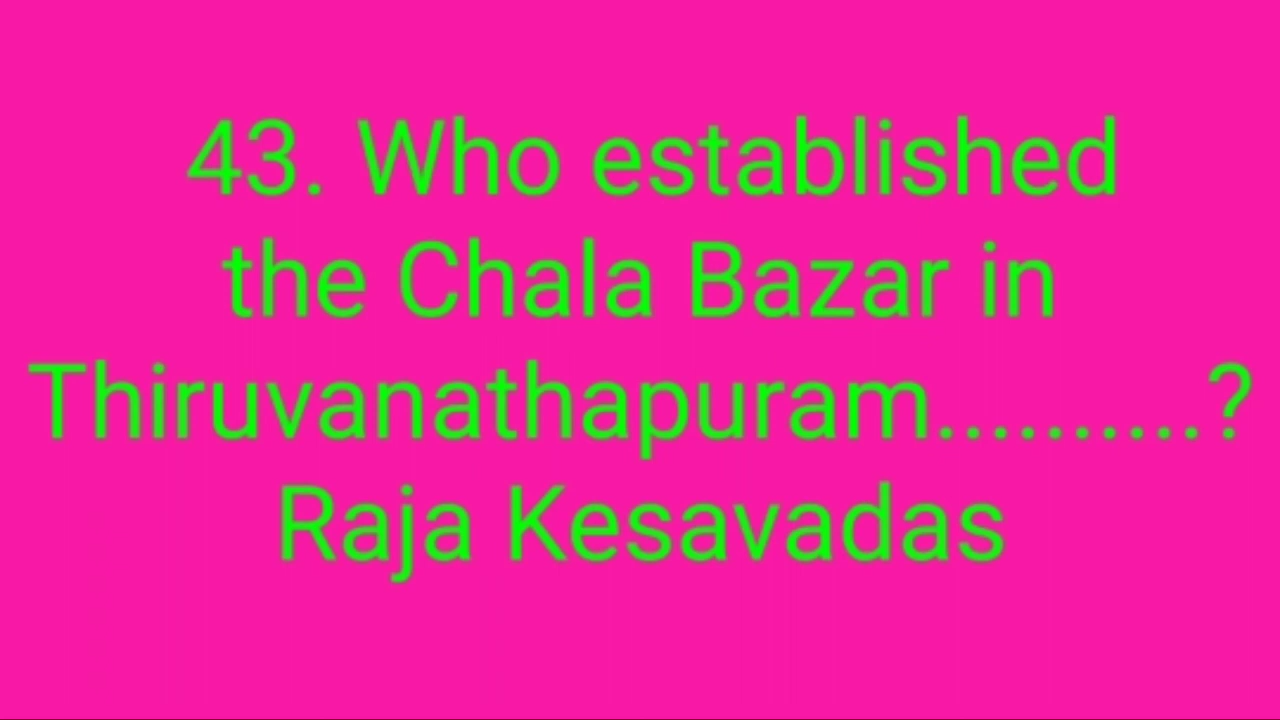 43. Who established
the Chala Bazar in
Thiruvanathapuram..........?
Raja Kesavadas